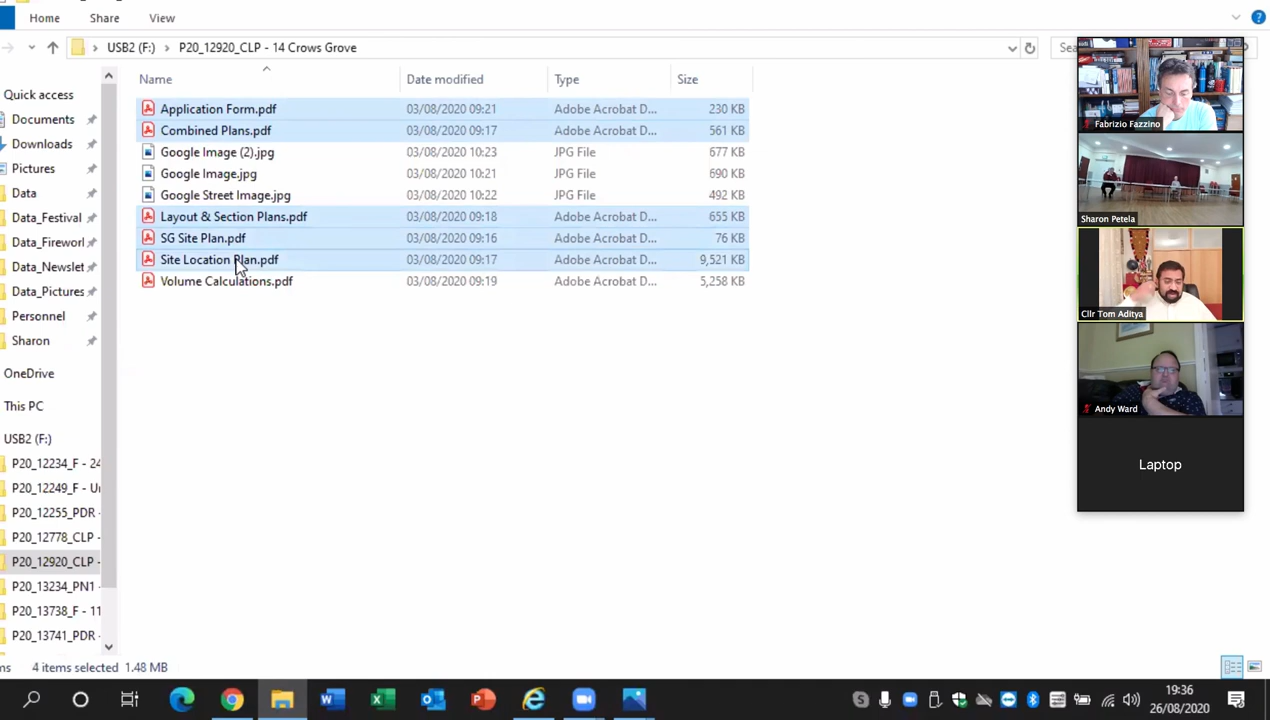 Home Share View
USB2 (F:) P20_12920_CLP - 14 Crows Grove
Name Date modified Type Size
Quick access
Documents
Downloads
Pictures
Data
Data_Festival
Data_Firewor
Data_Newslet
Data_Pictures
Personnel
Sharon
OneDrive
This PC
USB2 (F:)
P20_12234_F - 24
P20_12249_F - Ur
P20_12255_PDR -
P20_12778_CLP -
P20_12920_CLP -
P20_13234_PN1 -
P20_13738_F - 11
P20_13741_PDR -
Application Form.pdf 03/08/2020 09:21 Adobe Acrobat D... 230 KB
Combined Plans.pdf 03/08/2020 09:17 Adobe Acrobat D... 561 KB
Google Image (2).jpg 03/08/2020 10:23 JPG File 677 KB
Google Image.jpg 03/08/2020 10:21 JPG File 690 KB
Google Street Image.jpg 03/08/2020 10:22 JPG File 492 KB
Layout & Section Plans.pdf 03/08/2020 09:18 Adobe Acrobat D... 655 KB
SG Site Plan.pdf 03/08/2020 09:16 Adobe Acrobat D... 76 KB
Site Location Plan.pdf 03/08/2020 09:17 Adobe Acrobat D... 9,521 KB
Volume Calculations.pdf 03/08/2020 09:19 Adobe Acrobat D... 5,258 KB
Fabrizio Fazzino
Sharon Petela
Cllr Tom Aditya
Andy Ward
Laptop
4 items selected 1.48 MB
19:36
26/08/2020